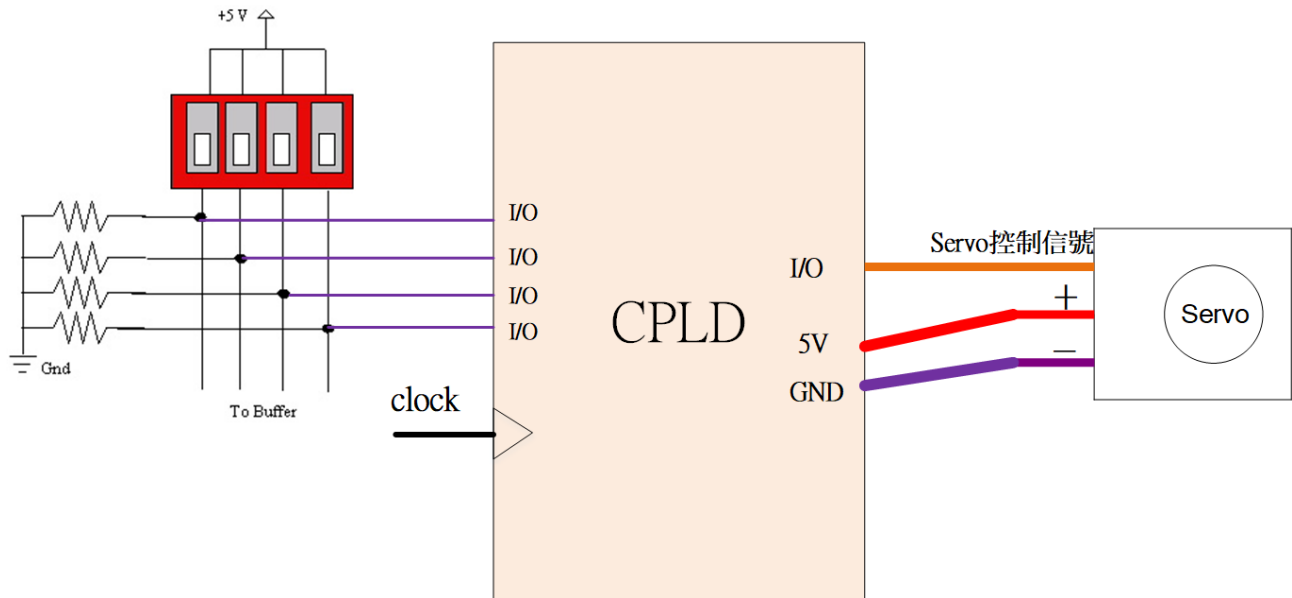 +5 V
I/O
I/O
I/O
I/O
Gnd
To Buffer
clock
CPLD
I/O
5V
GND
Servo控制信號
+
−
Servo